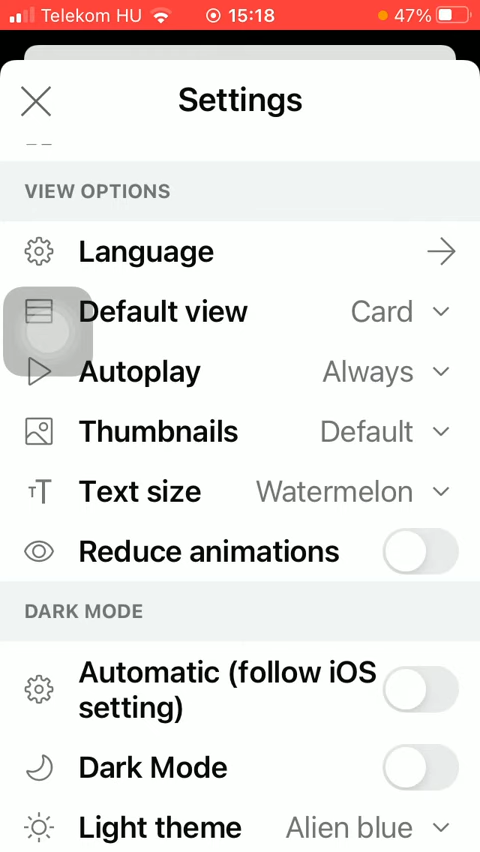 Telekom HU 15:18 47%
Settings
VIEW OPTIONS
Language
Default view Card
Autoplay Always
Thumbnails Default
Text size Watermelon
Reduce animations
DARK MODE
Automatic (follow iOS
setting)
Dark Mode
Light theme Alien blue